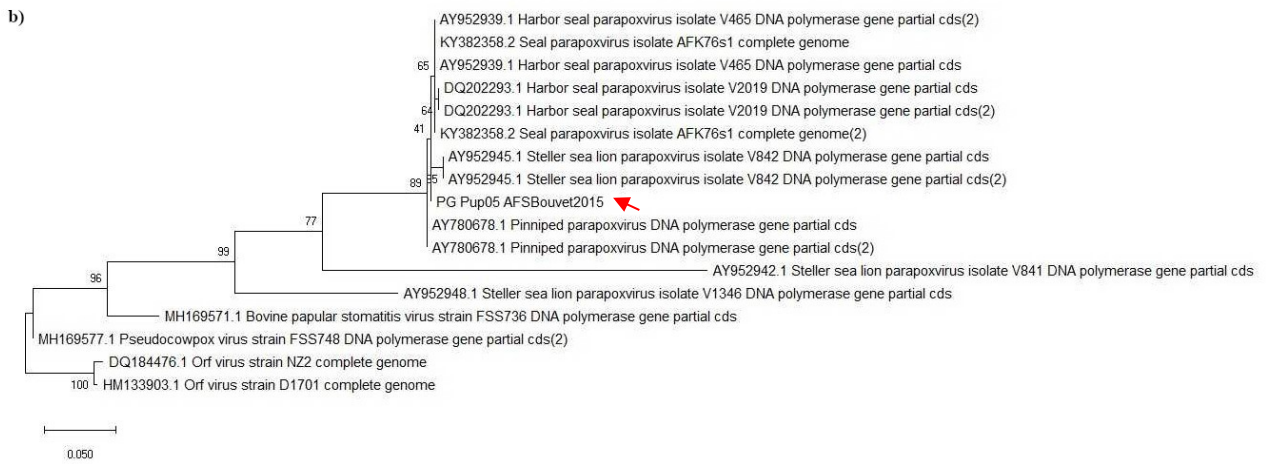 b)
AY952939.1 Harbor seal parapoxvirus isolate V465 DNA polymerase gene partial cds(2)
KY382358.2 Seal parapoxvirus isolate AFK76s1 complete genome
65
AY952939.1 Harbor seal parapoxvirus isolate V465 DNA polymerase gene partial cds
DQ202293.1 Harbor seal parapoxvirus isolate V2019 DNA polymerase gene partial cds
64
DQ202293.1 Harbor seal parapoxvirus isolate V2019 DNA polymerase gene partial cds(2)
41
KY382358.2 Seal parapoxvirus isolate AFK76s1 complete genome(2)
AY952945.1 Steller sea lion parapoxvirus isolate V842 DNA polymerase gene partial cds
89
AY952945.1 Steller sea lion parapoxvirus isolate V842 DNA polymerase gene partial cds(2)
PG Pup05 AFSBouvet2015
77
AY780678.1 Pinniped parapoxvirus DNA polymerase gene partial cds
99
AY780678.1 Pinniped parapoxvirus DNA polymerase gene partial cds(2)
AY952942.1 Steller sea lion parapoxvirus isolate V841 DNA polymerase gene partial cds
96
AY952948.1 Steller sea lion parapoxvirus isolate V1346 DNA polymerase gene partial cds
MH169571.1 Bovine papular stomatitis virus strain FSS736 DNA polymerase gene partial cds
MH169577.1 Pseudocowpox virus strain FSS748 DNA polymerase gene partial cds(2)
DQ184476.1 Orf virus strain NZ2 complete genome
100
HM133903.1 Orf virus strain D1701 complete genome
0.050